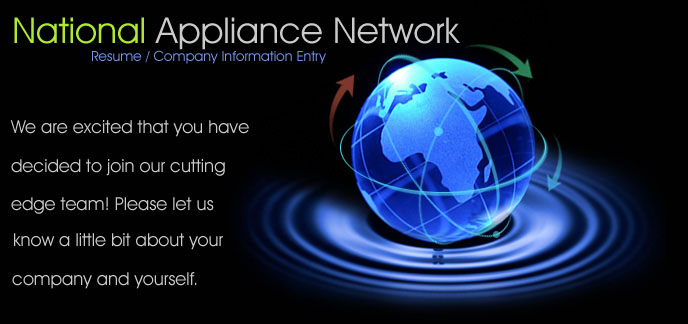 National Appliance Network
Resume / Company Information Entry
We are excited that you have
decided to join our cutting
edge team! Please let us
know a little bit about your
company and yourself.